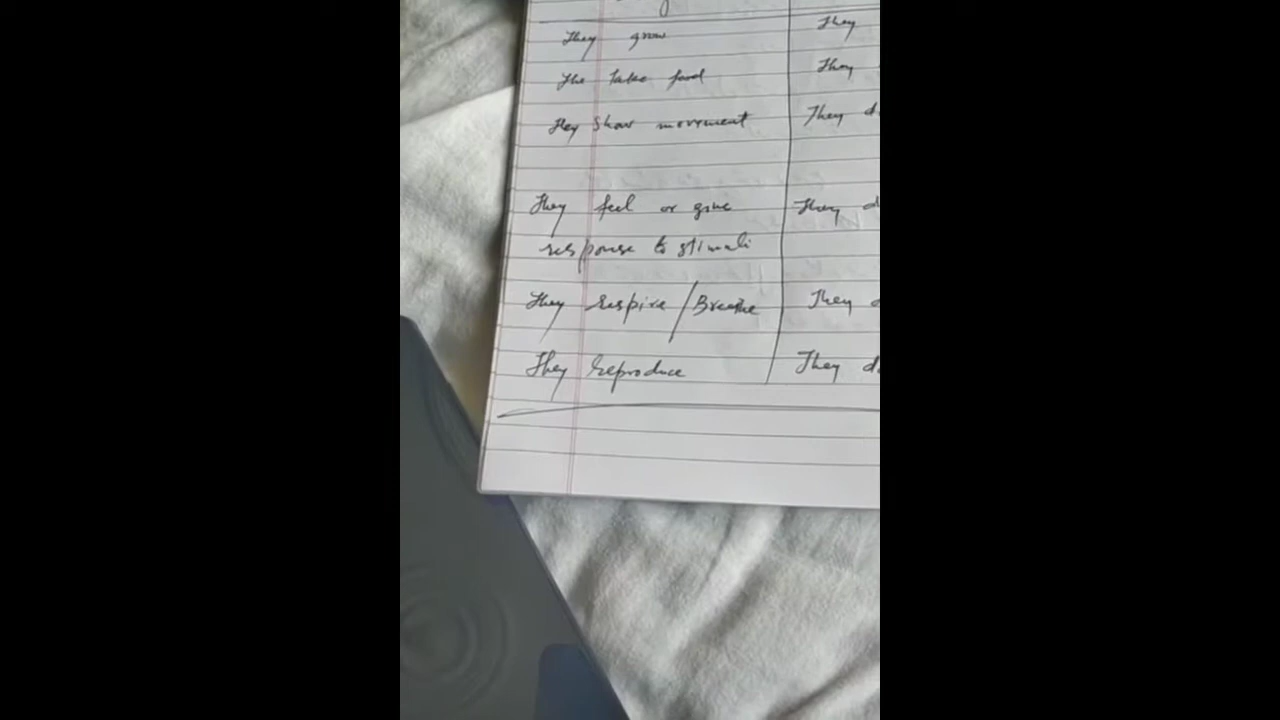 They grow They
The take food They
They show movement They d
They feel or give They d
response to stimuli
They respire/Breathe They d
They reproduce They d